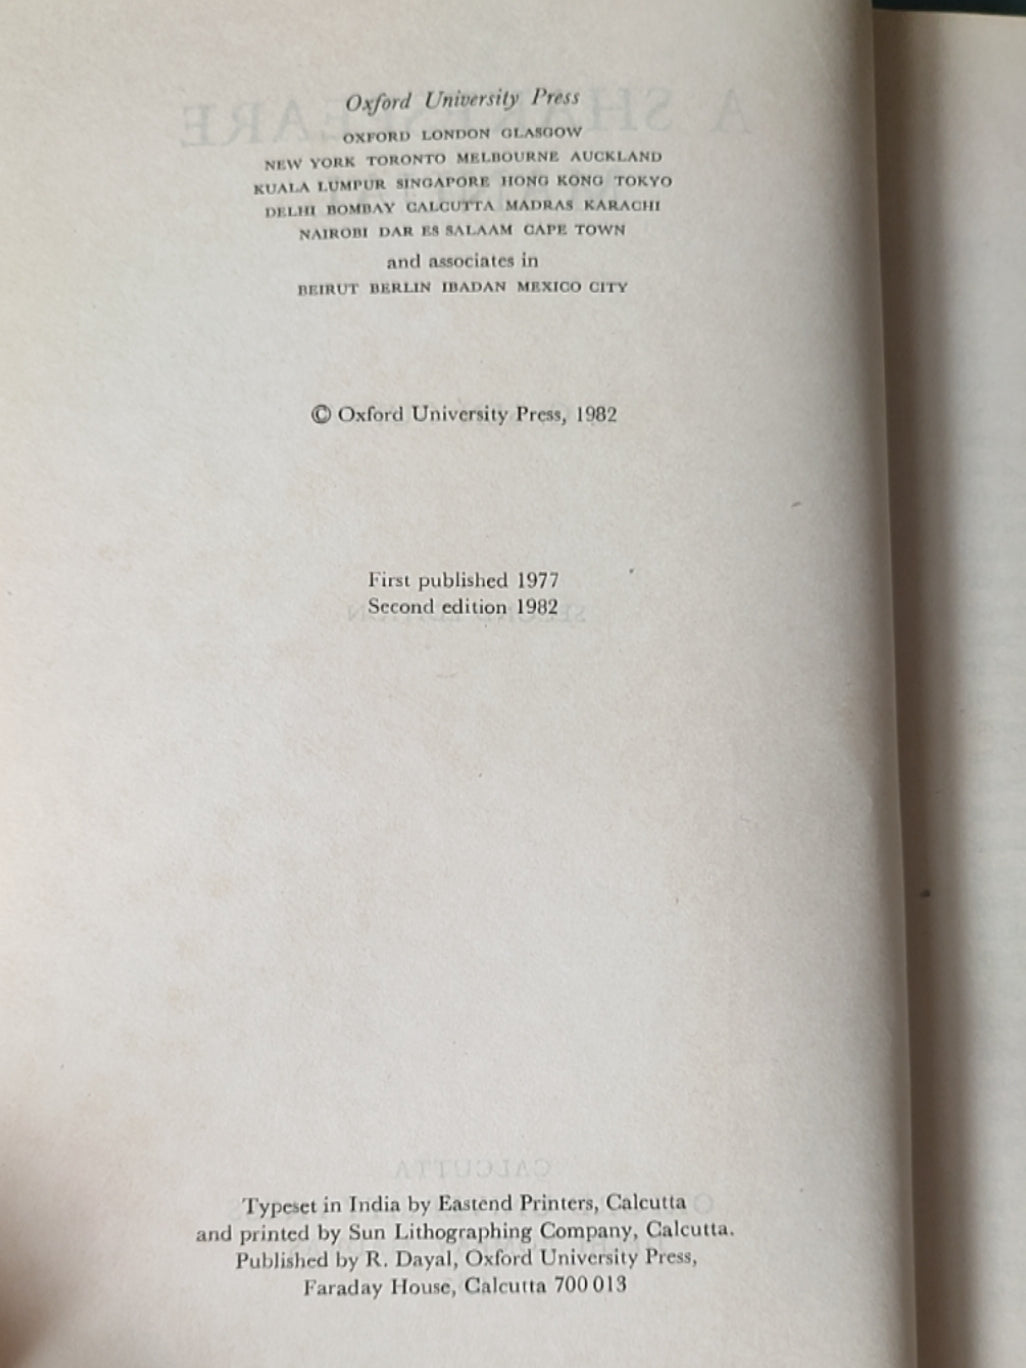 Oxford University Press
OXFORD LONDON GLASGOW
NEW YORK TORONTO MELBOURNE AUCKLAND
KUALA LUMPUR SINGAPORE HONG KONG TOKYO
DELHI BOMBAY CALCUTTA MADRAS KARACHI
NAIROBI DAR ES SALAAM CAPE TOWN
and associates in
BEIRUT BERLIN IBADAN MEXICO CITY
© Oxford University Press, 1982
First published 1977
Second edition 1982
Typeset in India by Eastend Printers, Calcutta
and printed by Sun Lithographing Company, Calcutta.
Published by R. Dayal, Oxford University Press,
Faraday House, Calcutta 700 013